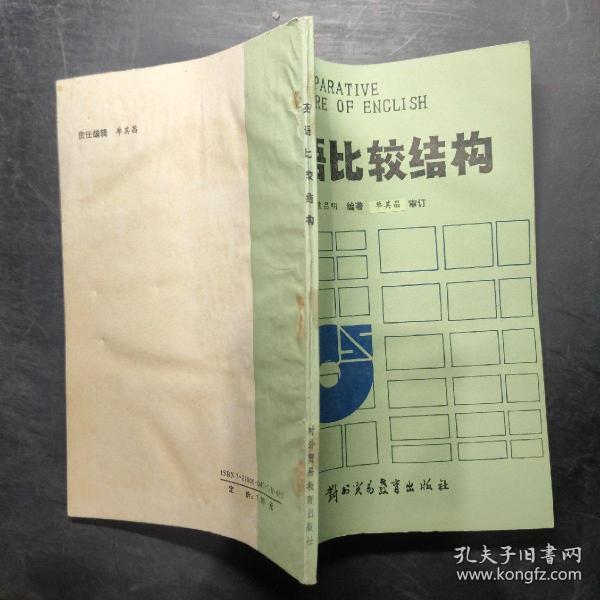 责任编辑 单其昌
英语比较结构
对外贸易教育出版社
定 价:
元
PARATIVE
RE OF ENGLISH
语比较结构
昌明 编著 单其昌 审订
对外贸易教育出版社
孔夫子旧书网
www.kongfz.com